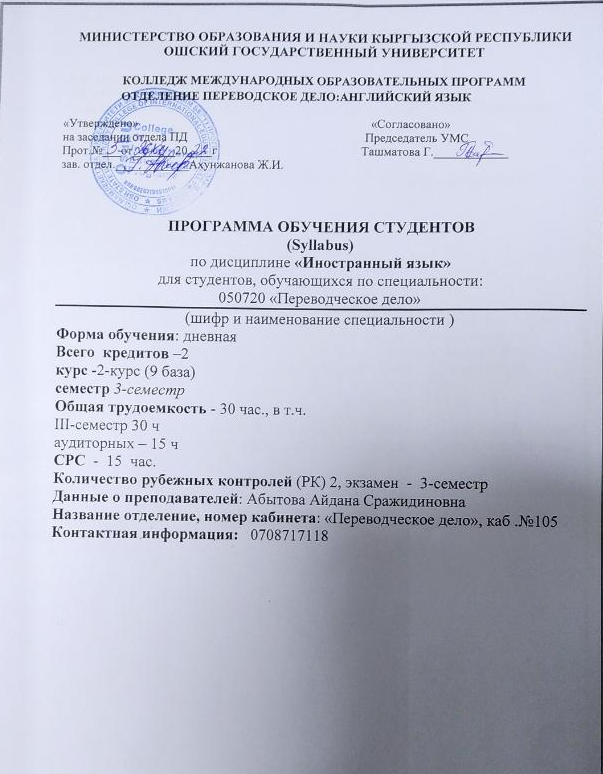 МИНИСТЕРСТВО ОБРАЗОВАНИЯ И НАУКИ КЫРГЫЗСКОЙ РЕСПУБЛИКИ
ОШСКИЙ ГОСУДАРСТВЕННЫЙ УНИВЕРСИТЕТ
КОЛЛЕДЖ МЕЖДУНАРОДНЫХ ОБРАЗОВАТЕЛЬНЫХ ПРОГРАММ
ОТДЕЛЕНИЕ ПЕРЕВОДСКОЕ ДЕЛО:АНГЛИЙСКИЙ ЯЗЫК
«Утверждено» «Согласовано»
на заседании отдела ПД Председатель УМС
Прот.№ 3 от 20 22 г Ташматова Г.
зав. отдел. Ахунжанова Ж.И.
College
ПРОГРАММА ОБУЧЕНИЯ СТУДЕНТОВ
(Syllabus)
по дисциплине «Иностранный язык»
для студентов, обучающихся по специальности:
050720 «Переводческое дело»
(шифр и наименование специальности )
Форма обучения: дневная
Всего кредитов –2
курс -2-курс (9 база)
семестр 3-семестр
Общая трудоемкость - 30 час., в т.ч.
III-семестр 30 ч
аудиторных – 15 ч
СРС - 15 час.
Количество рубежных контролей (РК) 2, экзамен - 3-семестр
Данные о преподавателей: Абытова Айдана Сражидиновна
Название отделение, номер кабинета: «Переводческое дело», каб .№105
Контактная информация: 0708717118